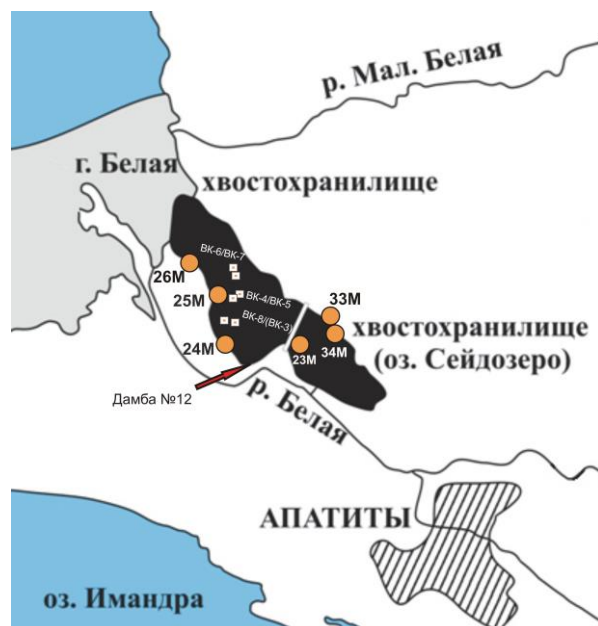 р. Мал. Белая
г. Белая
хвостохранилище
ВК-6/ВК-7
26М
25М
ВК-4/ВК-5
33М
ВК-8/(ВК-3)
хвостохранилище
(оз. Сейдозеро)
24М
23М
34М
Дамба №12
р. Белая
АПАТИТЫ
оз. Имандра